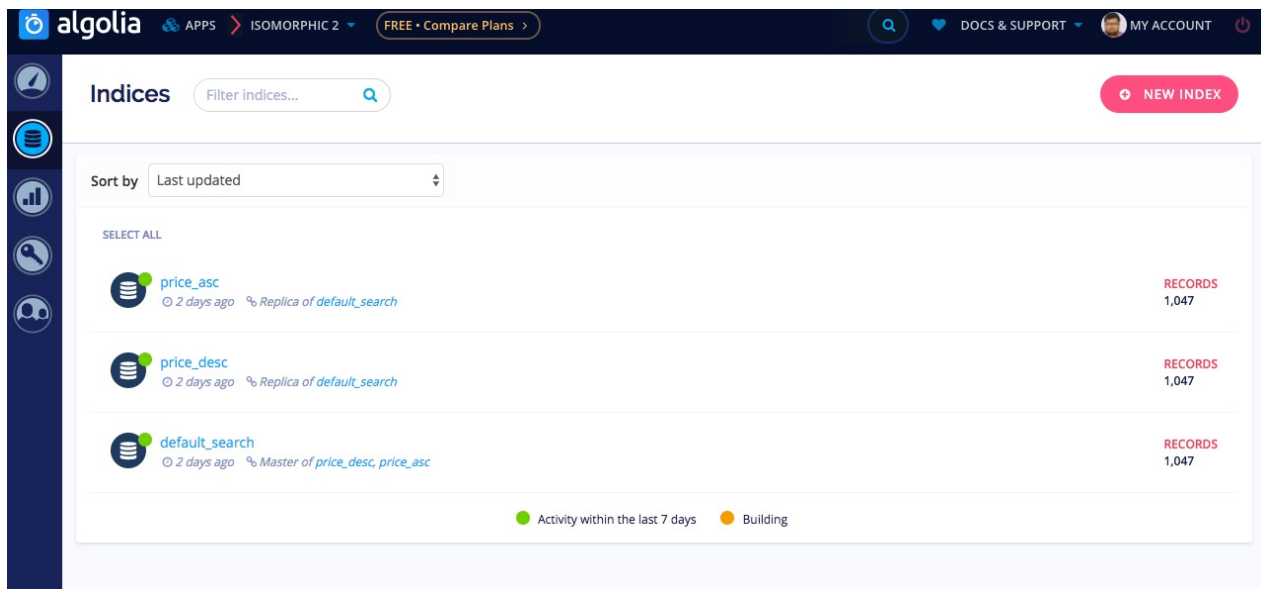 algolia APPS ISOMORPHIC 2 FREE • Compare Plans > DOCS & SUPPORT MY ACCOUNT
Indices Filter indices... NEW INDEX
Sort by Last updated
SELECT ALL
price_asc
2 days ago Replica of default_search
RECORDS
1,047
price_desc
2 days ago Replica of default_search
RECORDS
1,047
default_search
2 days ago Master of price_desc, price_asc
RECORDS
1,047
Activity within the last 7 days Building